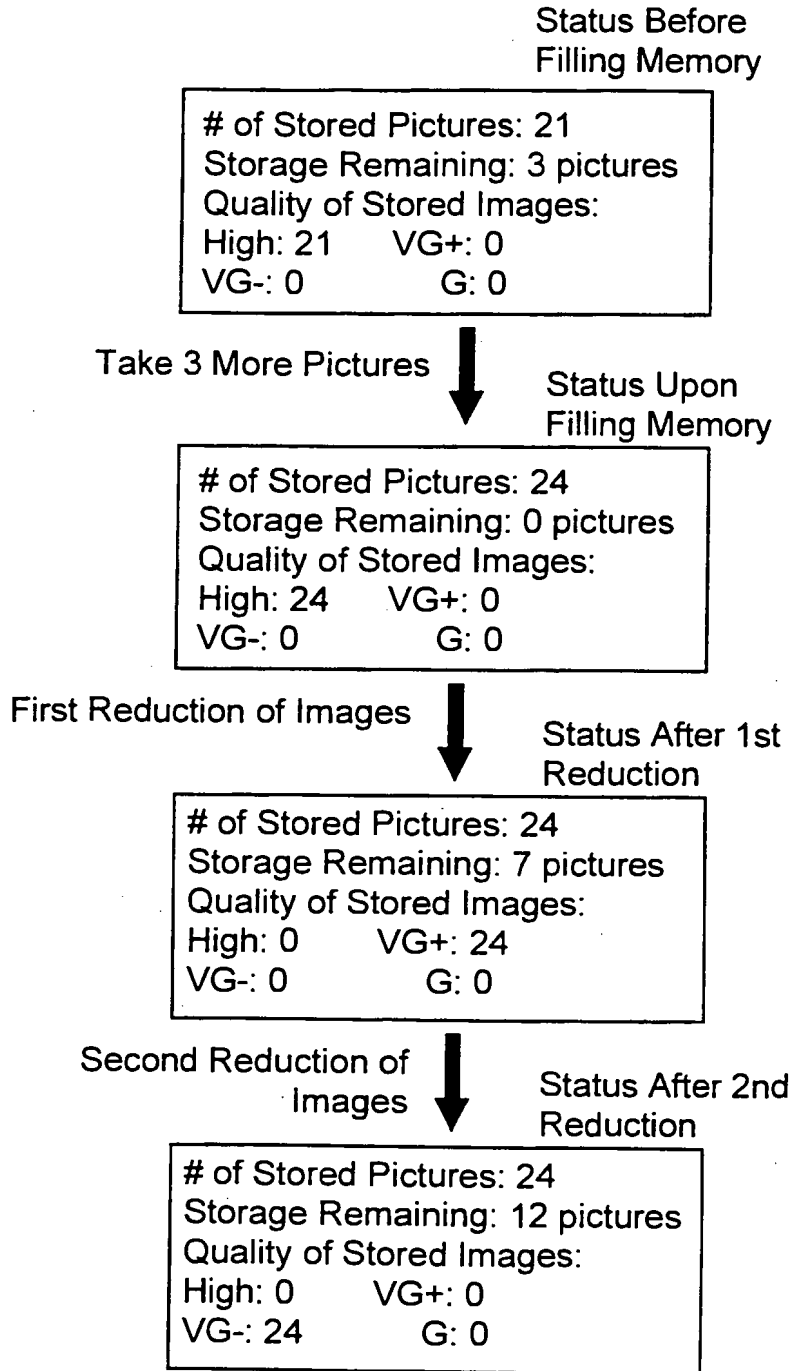 Status Before
Filling Memory
# of Stored Pictures: 21
Storage Remaining: 3 pictures
Quality of Stored Images:
High: 21 VG+: 0
VG-: 0 G: 0
Take 3 More Pictures
Status Upon
Filling Memory
# of Stored Pictures: 24
Storage Remaining: 0 pictures
Quality of Stored Images:
High: 24 VG+: 0
VG-: 0 G: 0
First Reduction of Images
Status After 1st
Reduction
# of Stored Pictures: 24
Storage Remaining: 7 pictures
Quality of Stored Images:
High: 0 VG+: 24
VG-: 0 G: 0
Second Reduction of
Images
Status After 2nd
Reduction
# of Stored Pictures: 24
Storage Remaining: 12 pictures
Quality of Stored Images:
High: 0 VG+: 0
VG-: 24 G: 0